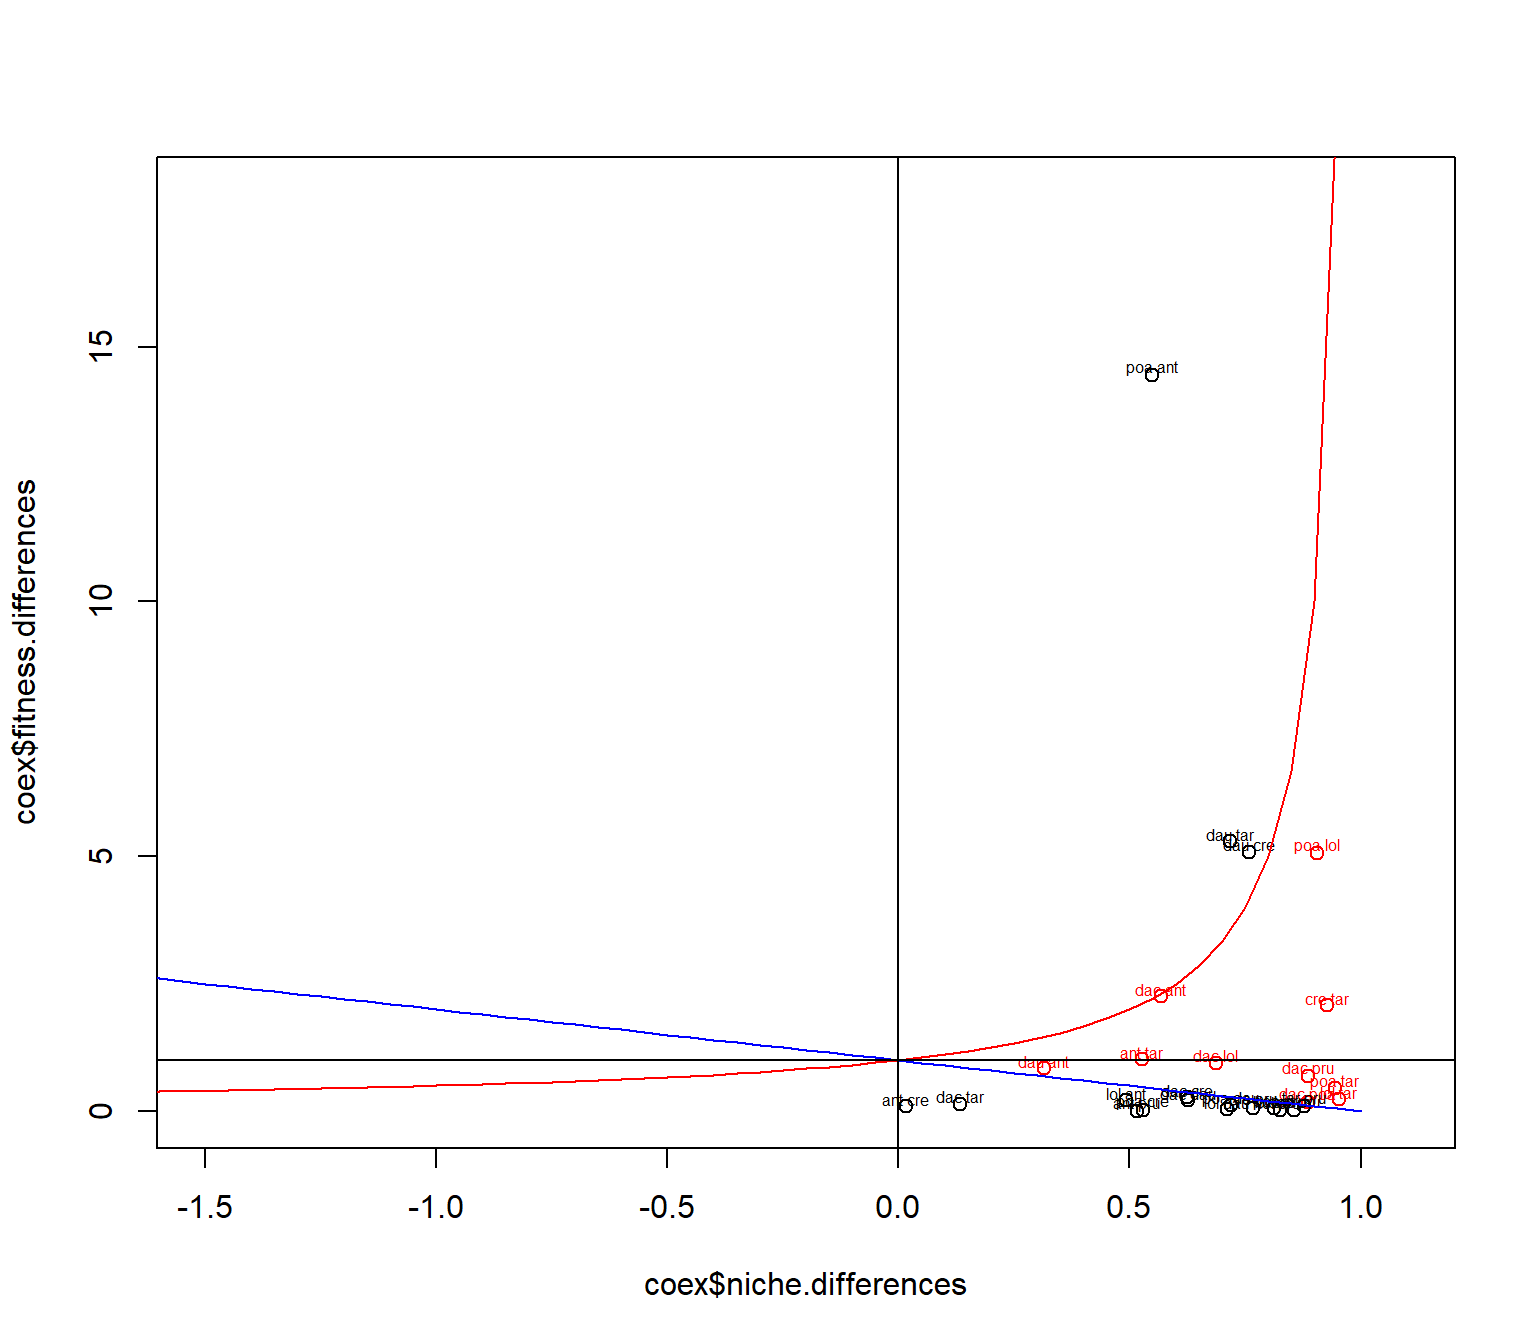 coex$fitness.differences
15
10
5
0
poa ant
dau tar
dau cre
poa lol
dac ant
cre tar
ant tar
dac lol
dau ant
dac pru
poa tar
lol ant
dac cre
ant cre
dac tar
-1.5
-1.0
-0.5
0.0
0.5
1.0
coex$niche.differences